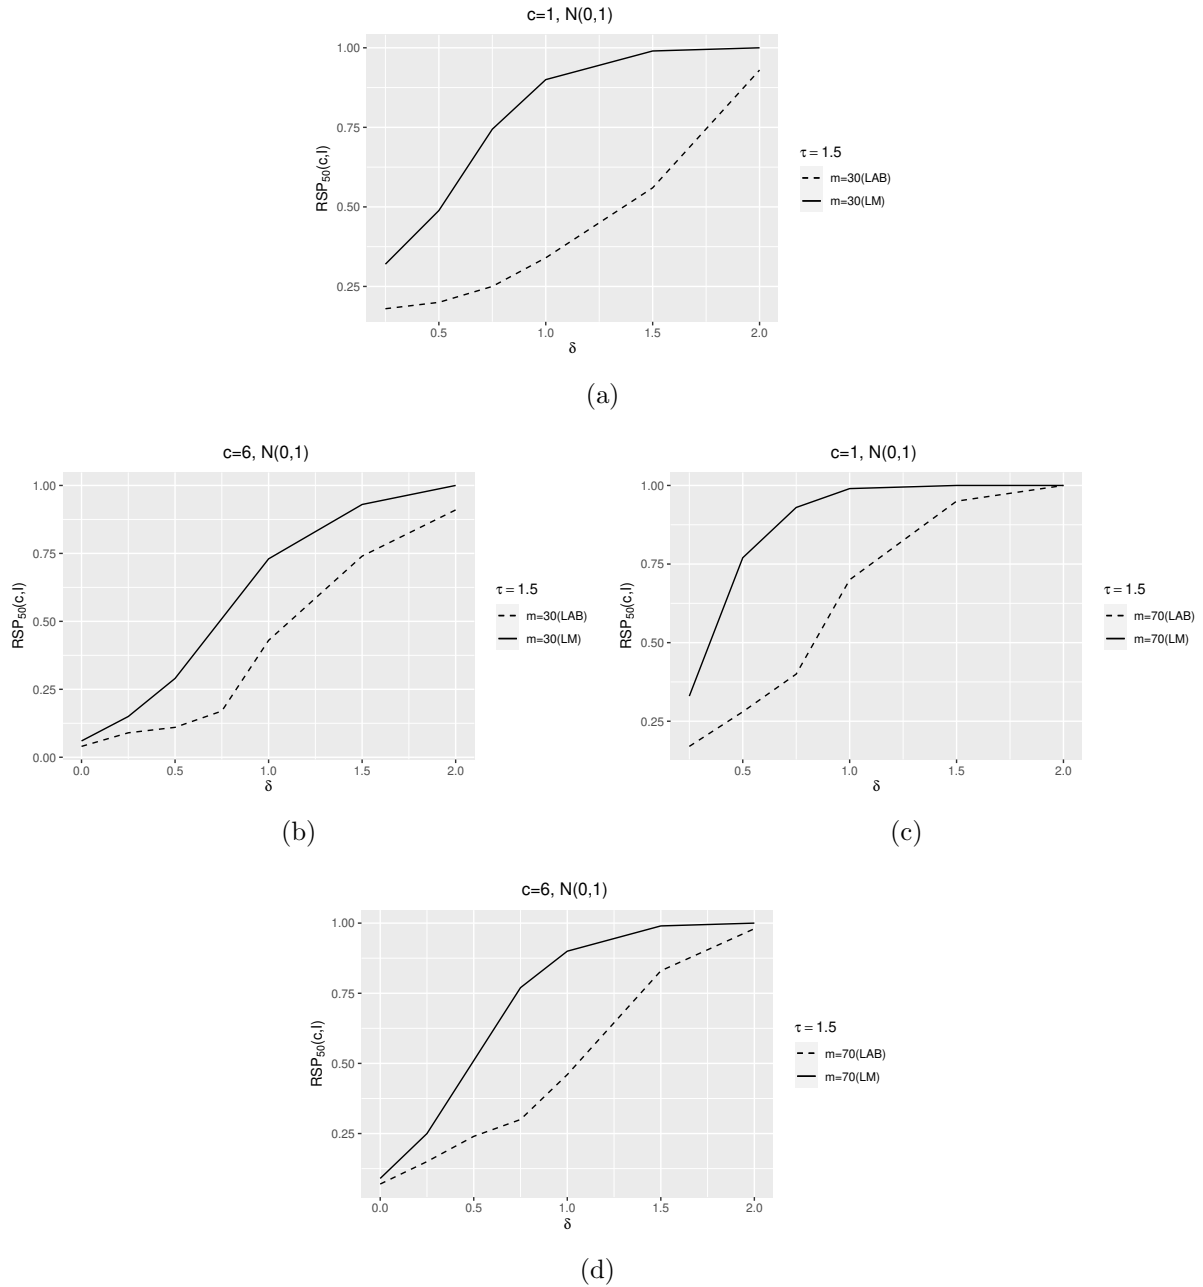 c=1, N(0,1)
RSP50(c,I)
1.00
0.75
0.50
0.25
0.5 1.0 1.5 2.0
δ
τ = 1.5
m=30(LAB)
m=30(LM)
(a)
c=6, N(0,1)
RSP50(c,I)
1.00
0.75
0.50
0.25
0.00
0.0 0.5 1.0 1.5 2.0
δ
τ = 1.5
m=30(LAB)
m=30(LM)
(b)
c=1, N(0,1)
RSP50(c,I)
1.00
0.75
0.50
0.25
0.5 1.0 1.5 2.0
δ
τ = 1.5
m=70(LAB)
m=70(LM)
(c)
c=6, N(0,1)
RSP50(c,I)
1.00
0.75
0.50
0.25
0.0 0.5 1.0 1.5 2.0
δ
τ = 1.5
m=70(LAB)
m=70(LM)
(d)